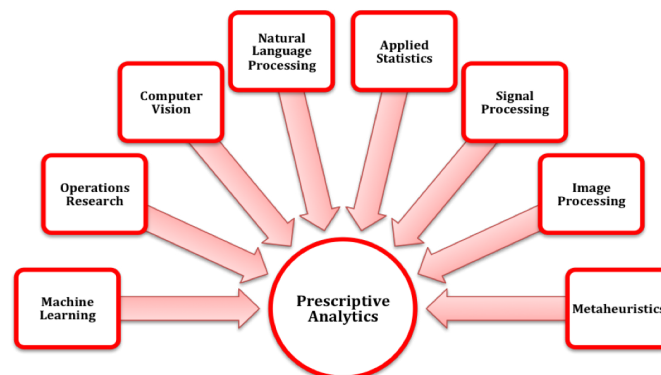 Natural
Language
Processing
Applied
Statistics
Computer
Vision
Signal
Processing
Operations
Research
Image
Processing
Machine
Learning
Prescriptive
Analytics
Metaheuristics